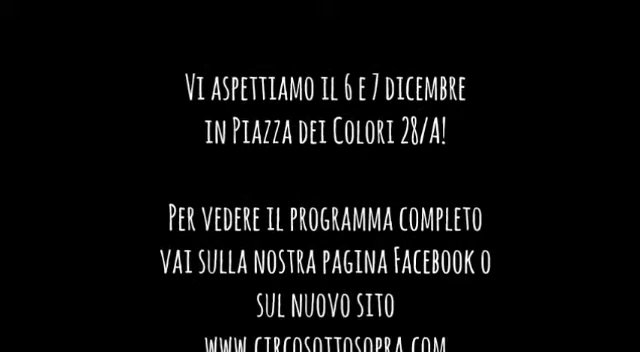 Vi aspettiamo il 6 e 7 dicembre
in Piazza dei Colori 28/A!
Per vedere il programma completo
vai sulla nostra pagina Facebook o
sul nuovo sito
www.circosottosopra.com